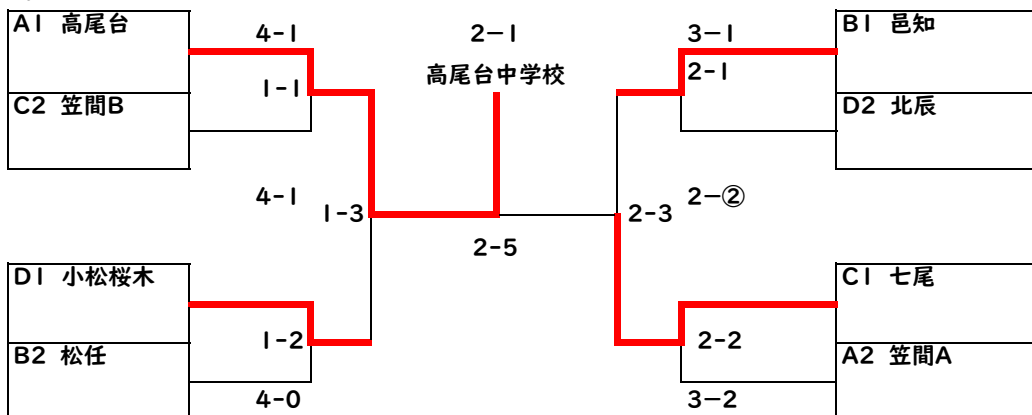 A1 高尾台
4-1
2-1
3-1
B1 邑知
1-1
高尾台中学校
2-1
C2 笠間B
D2 北辰
4-1
1-3
2-3
2-②
2-5
D1 小松桜木
C1 七尾
1-2
2-2
B2 松任
A2 笠間A
4-0
3-2